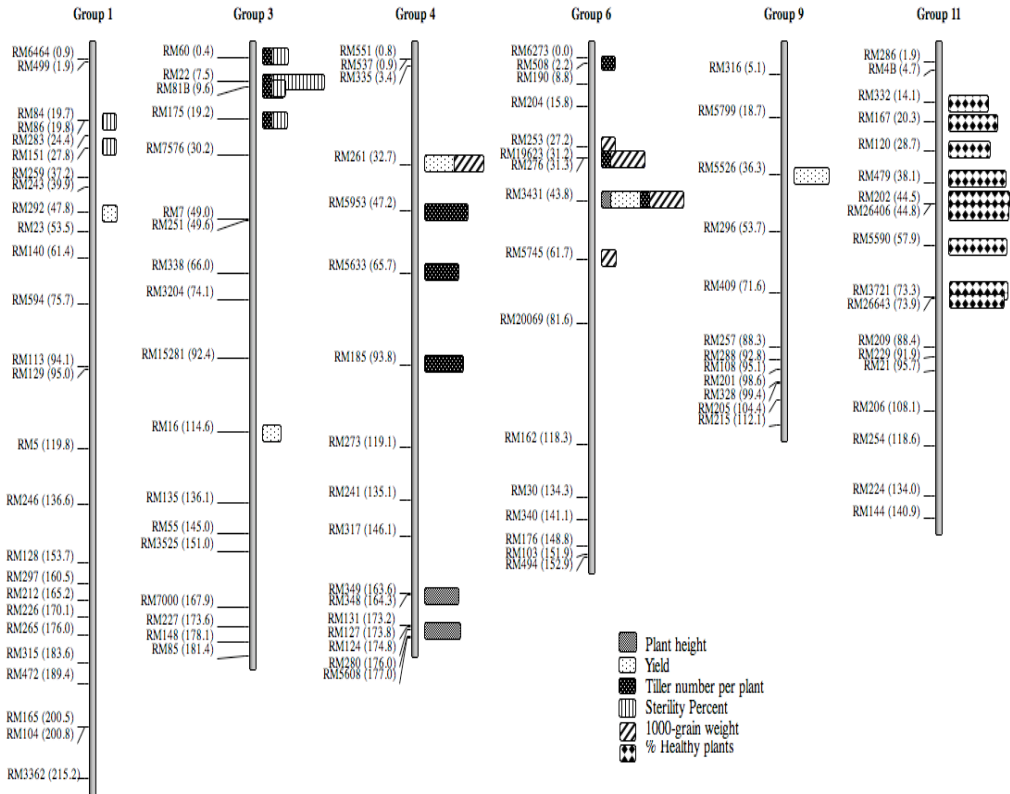 Group 1
Group 3
Group 4
Group 6
Group 9
Group 11
RM6464 (0.9)
RM499 (1.9)
RM84 (19.7)
RM86 (19.8)
RM283 (24.4)
RM151 (27.8)
RM259 (37.2)
RM243 (39.9)
RM292 (47.8)
RM23 (53.5)
RM140 (61.4)
RM594 (75.7)
RM113 (94.1)
RM129 (95.0)
RM5 (119.8)
RM246 (136.6)
RM128 (153.7)
RM297 (160.5)
RM212 (165.2)
RM226 (170.1)
RM265 (176.0)
RM315 (183.6)
RM472 (189.4)
RM165 (200.5)
RM104 (200.8)
RM3362 (215.2)
RM60 (0.4)
RM22 (7.5)
RM81B (9.6)
RM175 (19.2)
RM7576 (30.2)
RM7 (49.0)
RM251 (49.6)
RM338 (66.0)
RM3204 (74.1)
RM15281 (92.4)
RM16 (114.6)
RM135 (136.1)
RM55 (145.0)
RM3525 (151.0)
RM7000 (167.9)
RM227 (173.6)
RM148 (178.1)
RM85 (181.4)
RM551 (0.8)
RM537 (0.9)
RM335 (3.4)
RM261 (32.7)
RM5953 (47.2)
RM5633 (65.7)
RM185 (93.8)
RM273 (119.1)
RM241 (135.1)
RM317 (146.1)
RM349 (163.6)
RM348 (164.3)
RM131 (173.2)
RM127 (173.8)
RM124 (174.8)
RM280 (176.0)
RM5608 (177.0)
RM6273 (0.0)
RM508 (2.2)
RM190 (8.8)
RM204 (15.8)
RM253 (27.2)
RM19623 (31.2)
RM276 (31.3)
RM3431 (43.8)
RM5745 (61.7)
RM20069 (81.6)
RM162 (118.3)
RM30 (134.3)
RM340 (141.1)
RM176 (148.8)
RM103 (151.9)
RM494 (152.9)
RM316 (5.1)
RM5799 (18.7)
RM5526 (36.3)
RM296 (53.7)
RM409 (71.6)
RM257 (88.3)
RM288 (92.8)
RM108 (95.1)
RM201 (98.6)
RM328 (99.4)
RM205 (104.4)
RM215 (112.1)
RM286 (1.9)
RM4B (4.7)
RM332 (14.1)
RM167 (20.3)
RM120 (28.7)
RM479 (38.1)
RM202 (44.5)
RM26406 (44.8)
RM5590 (57.9)
RM3721 (73.3)
RM26643 (73.9)
RM209 (88.4)
RM229 (91.9)
RM21 (95.7)
RM206 (108.1)
RM254 (118.6)
RM224 (134.0)
RM144 (140.9)
Plant height
Yield
Tiller number per plant
Sterility Percent
1000-grain weight
% Healthy plants